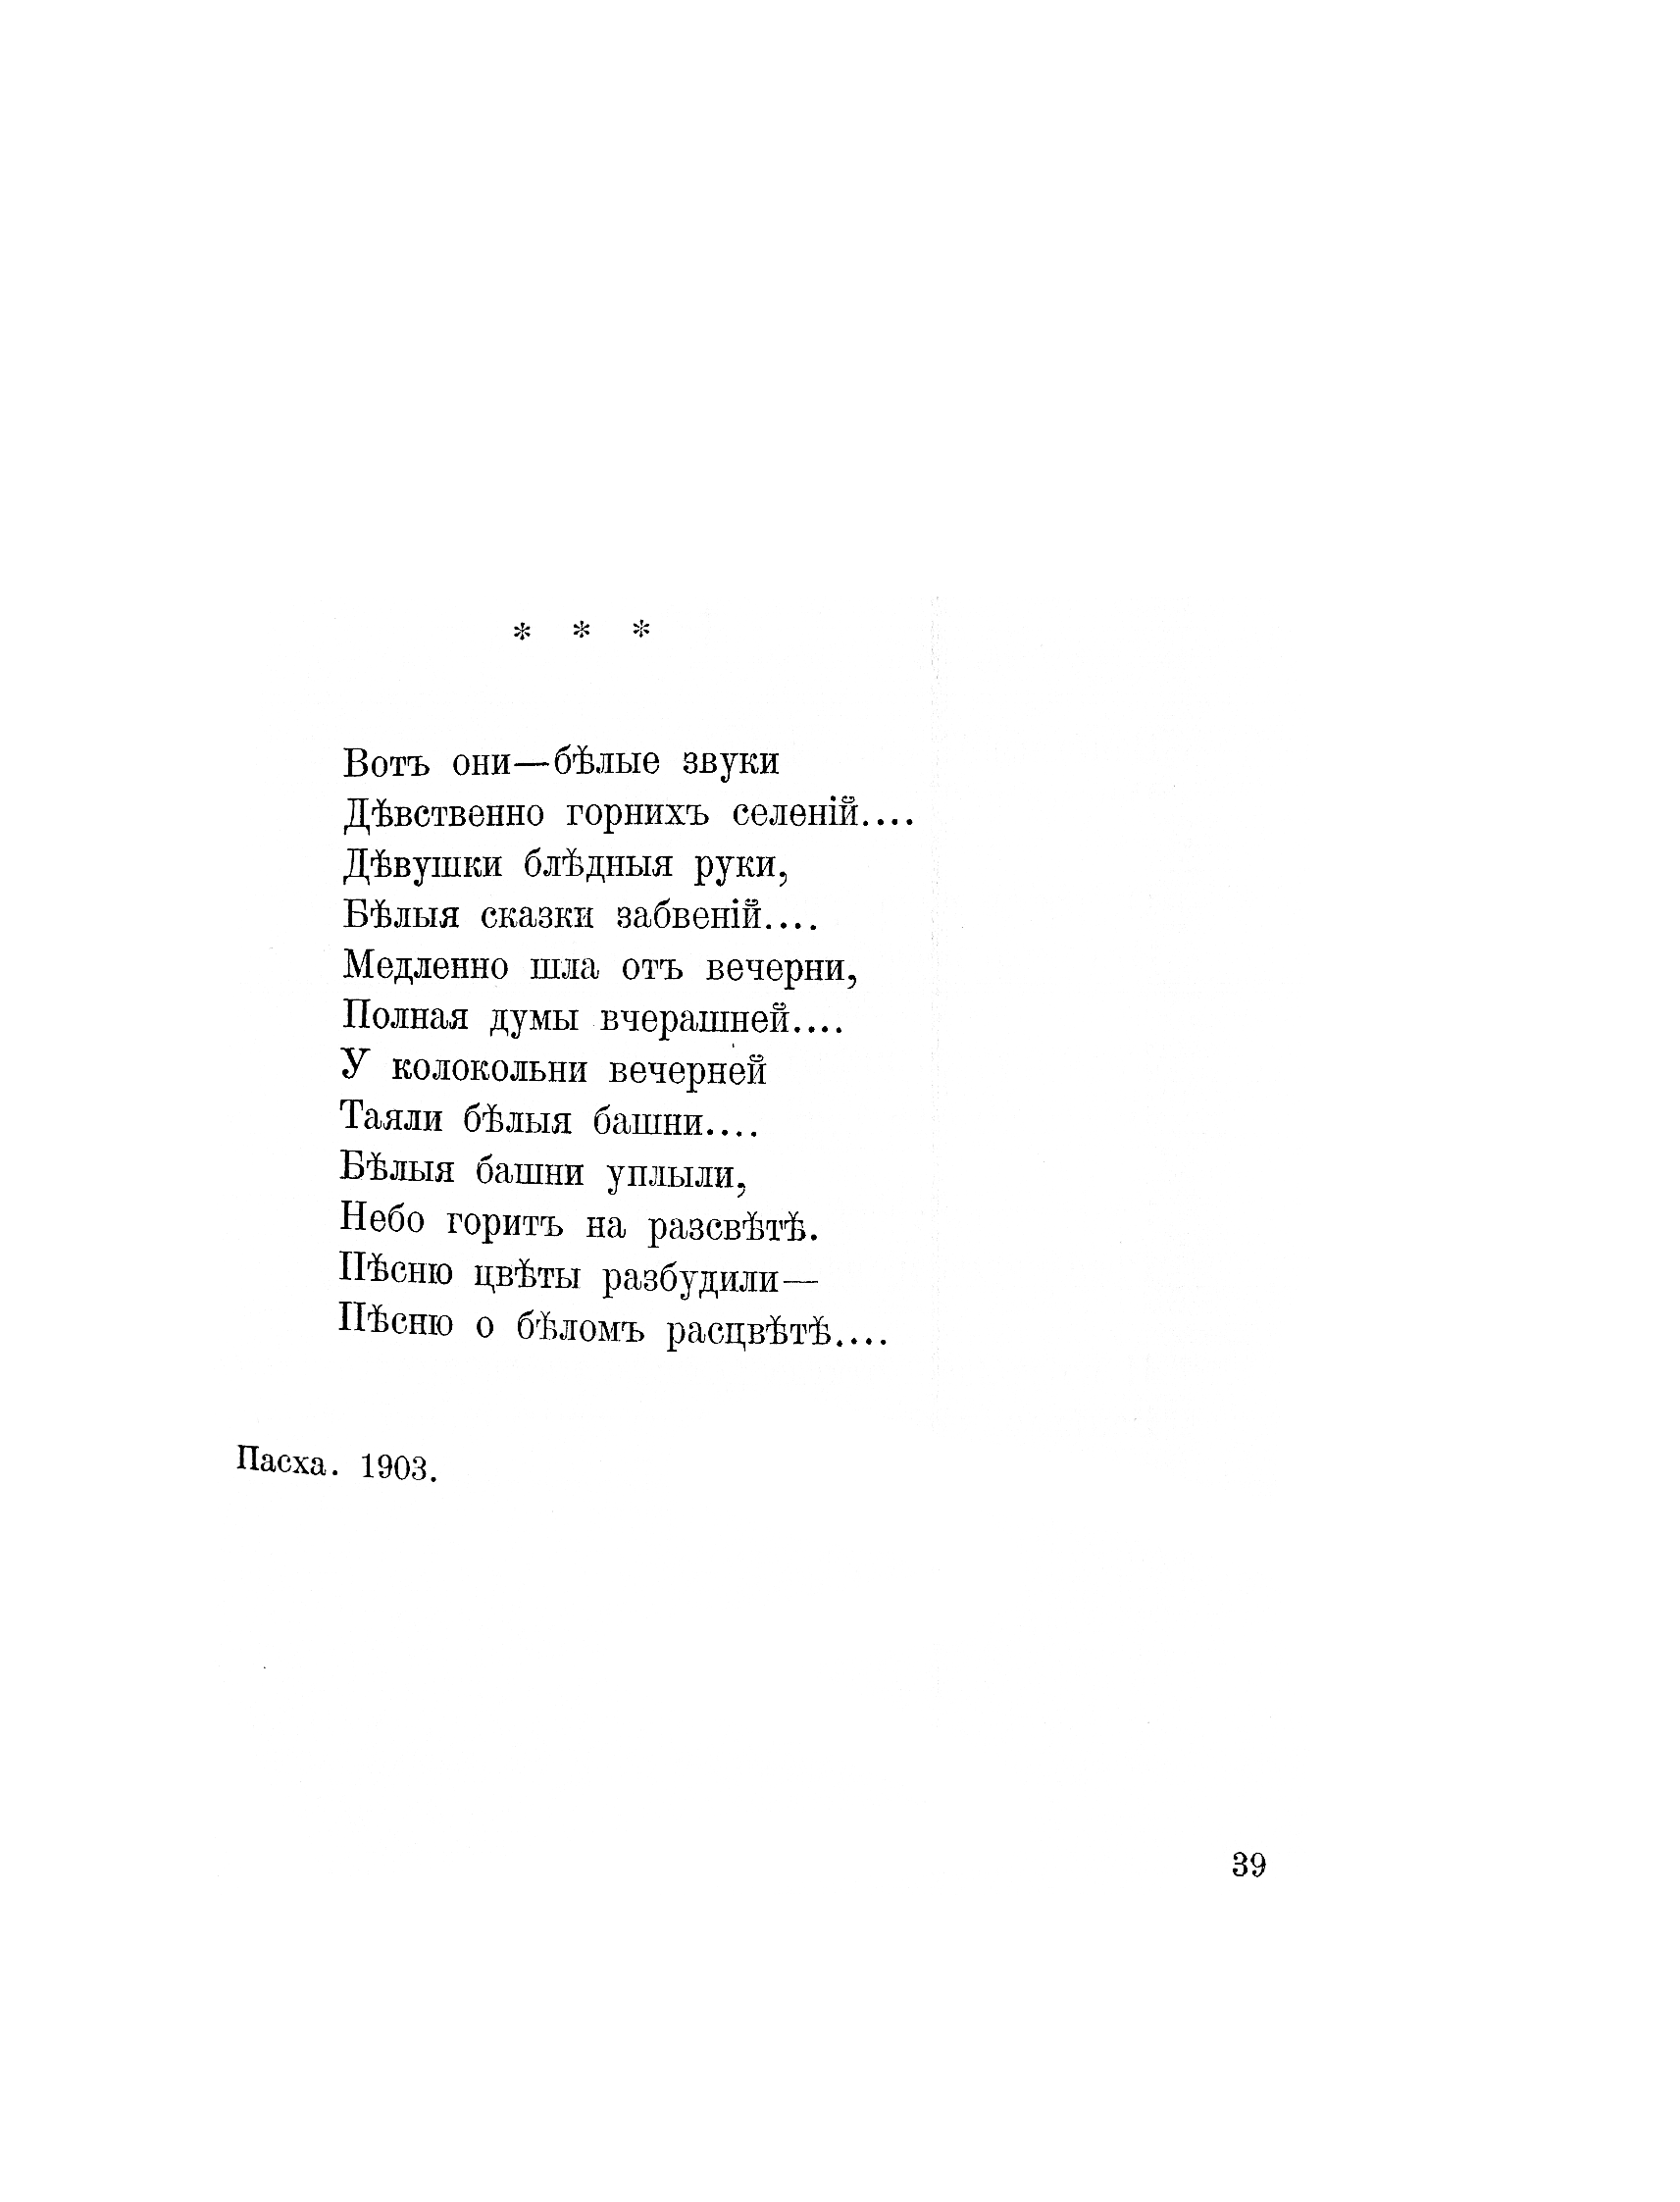 * * *
Вотъ они—бѣлые звуки
Дѣвственно горнихъ селеній....
Дѣвушки блѣдныя руки,
Бѣлыя сказки забвеній....
Медленно шла отъ вечерни,
Полная думы вчерашней....
У колокольни вечерней
Таяли бѣлыя башни....
Бѣлыя башни уплыли,
Небо горитъ на разсвѣтѣ.
Пѣсню цвѣты разбудили—
Пѣсню о бѣломъ расцвѣтѣ....
Пасха. 1903.
39